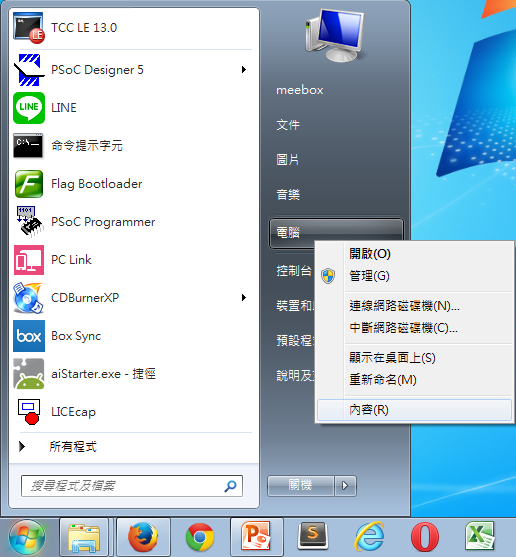 TCC LE 13.0
PSoC Designer 5
LINE
命令提示字元
Flag Bootloader
PSoC Programmer
PC Link
CDBurnerXP
Box Sync
aiStarter.exe - 捷徑
LICEcap
所有程式
搜尋程式及檔案
meebox
文件
圖片
音樂
電腦
控制台
裝置和
預設程
說明及
關機
開啟(O)
管理(G)
連線網路磁碟機(N)...
中斷網路磁碟機(C)...
顯示在桌面上(S)
重新命名(M)
內容(R)